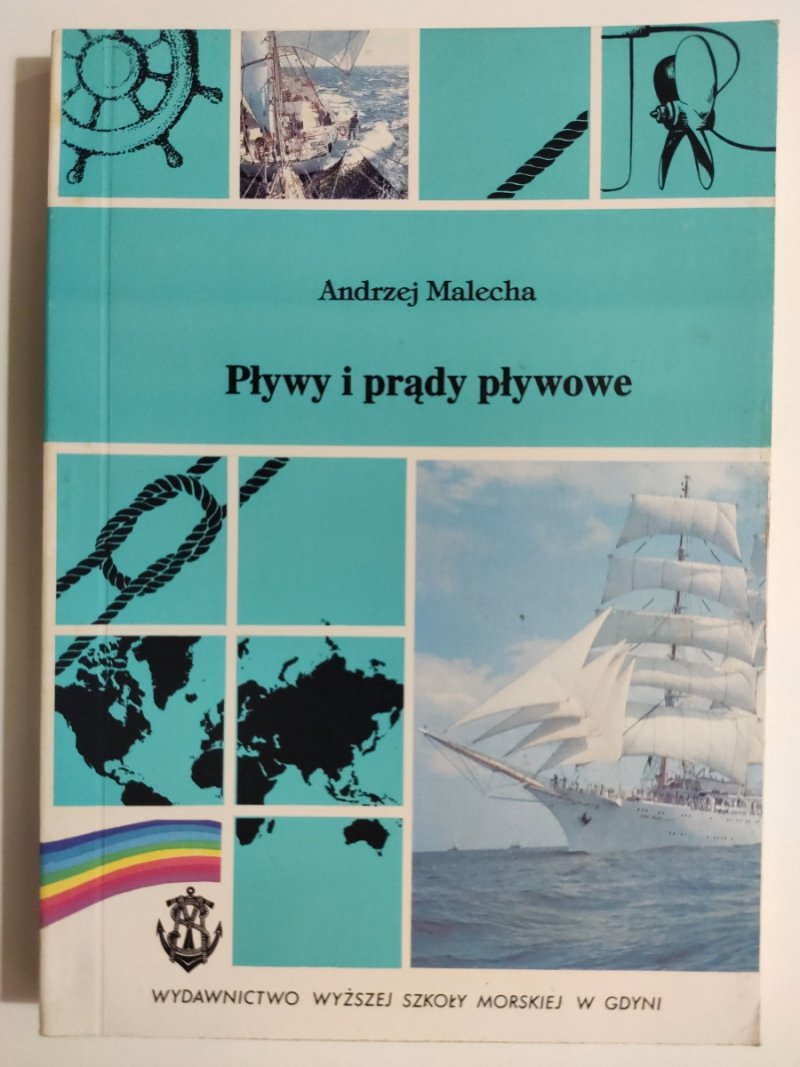 Andrzej Malecha
Pływy i prądy pływowe
WYDAWNICTWO WYŻSZEJ SZKOŁY MORSKIEJ W GDYNI